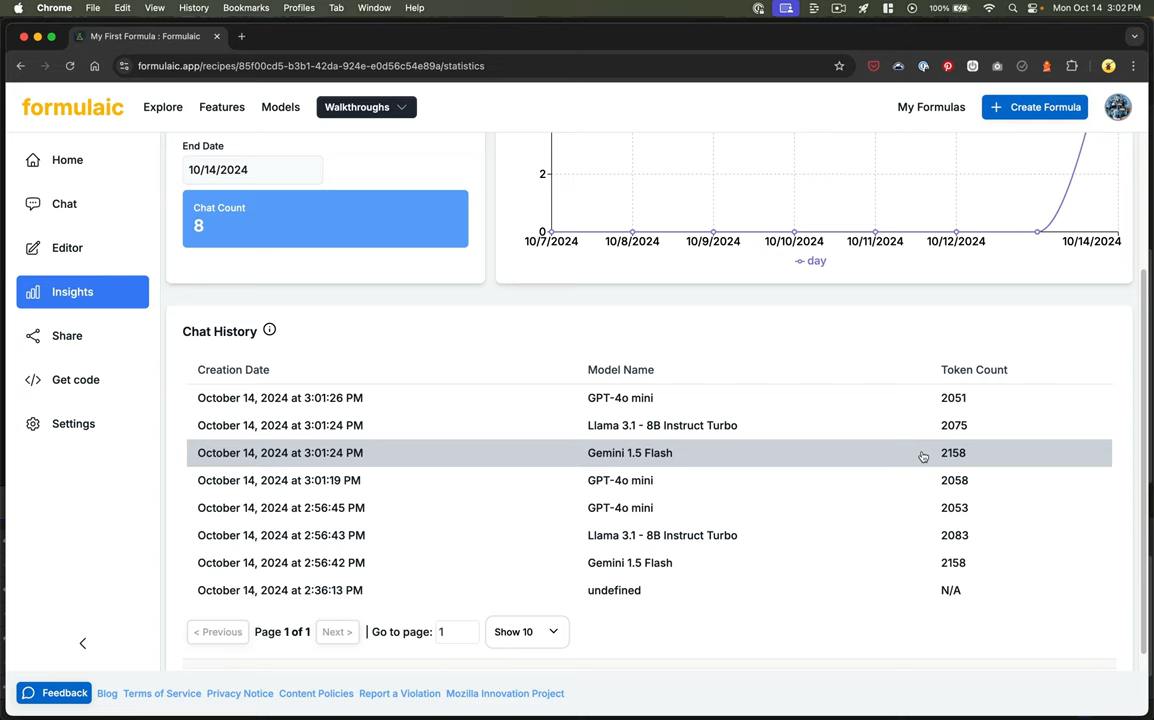 Chrome File Edit View History Bookmarks Profiles Tab Window Help 100% Mon Oct 14 3:02 PM
My First Formula : Formulaic
formulaic.app/recipes/85f00cd5-b3b1-42da-924e-e0d56c54e89a/statistics
formulaic Explore Features Models Walkthroughs My Formulas + Create Formula
Home
Chat
Editor
Insights
Share
Get code
Settings
End Date
10/14/2024
Chat Count
8
2
0
10/7/2024 10/8/2024 10/9/2024 10/10/2024 10/11/2024 10/12/2024 10/14/2024
day
Chat History
Creation Date Model Name Token Count
October 14, 2024 at 3:01:26 PM GPT-4o mini 2051
October 14, 2024 at 3:01:24 PM Llama 3.1 - 8B Instruct Turbo 2075
October 14, 2024 at 3:01:24 PM Gemini 1.5 Flash 2158
October 14, 2024 at 3:01:19 PM GPT-4o mini 2058
October 14, 2024 at 2:56:45 PM GPT-4o mini 2053
October 14, 2024 at 2:56:43 PM Llama 3.1 - 8B Instruct Turbo 2083
October 14, 2024 at 2:56:42 PM Gemini 1.5 Flash 2158
October 14, 2024 at 2:36:13 PM undefined N/A
< Previous Page 1 of 1 Next > | Go to page: 1 Show 10
Feedback Blog Terms of Service Privacy Notice Content Policies Report a Violation Mozilla Innovation Project